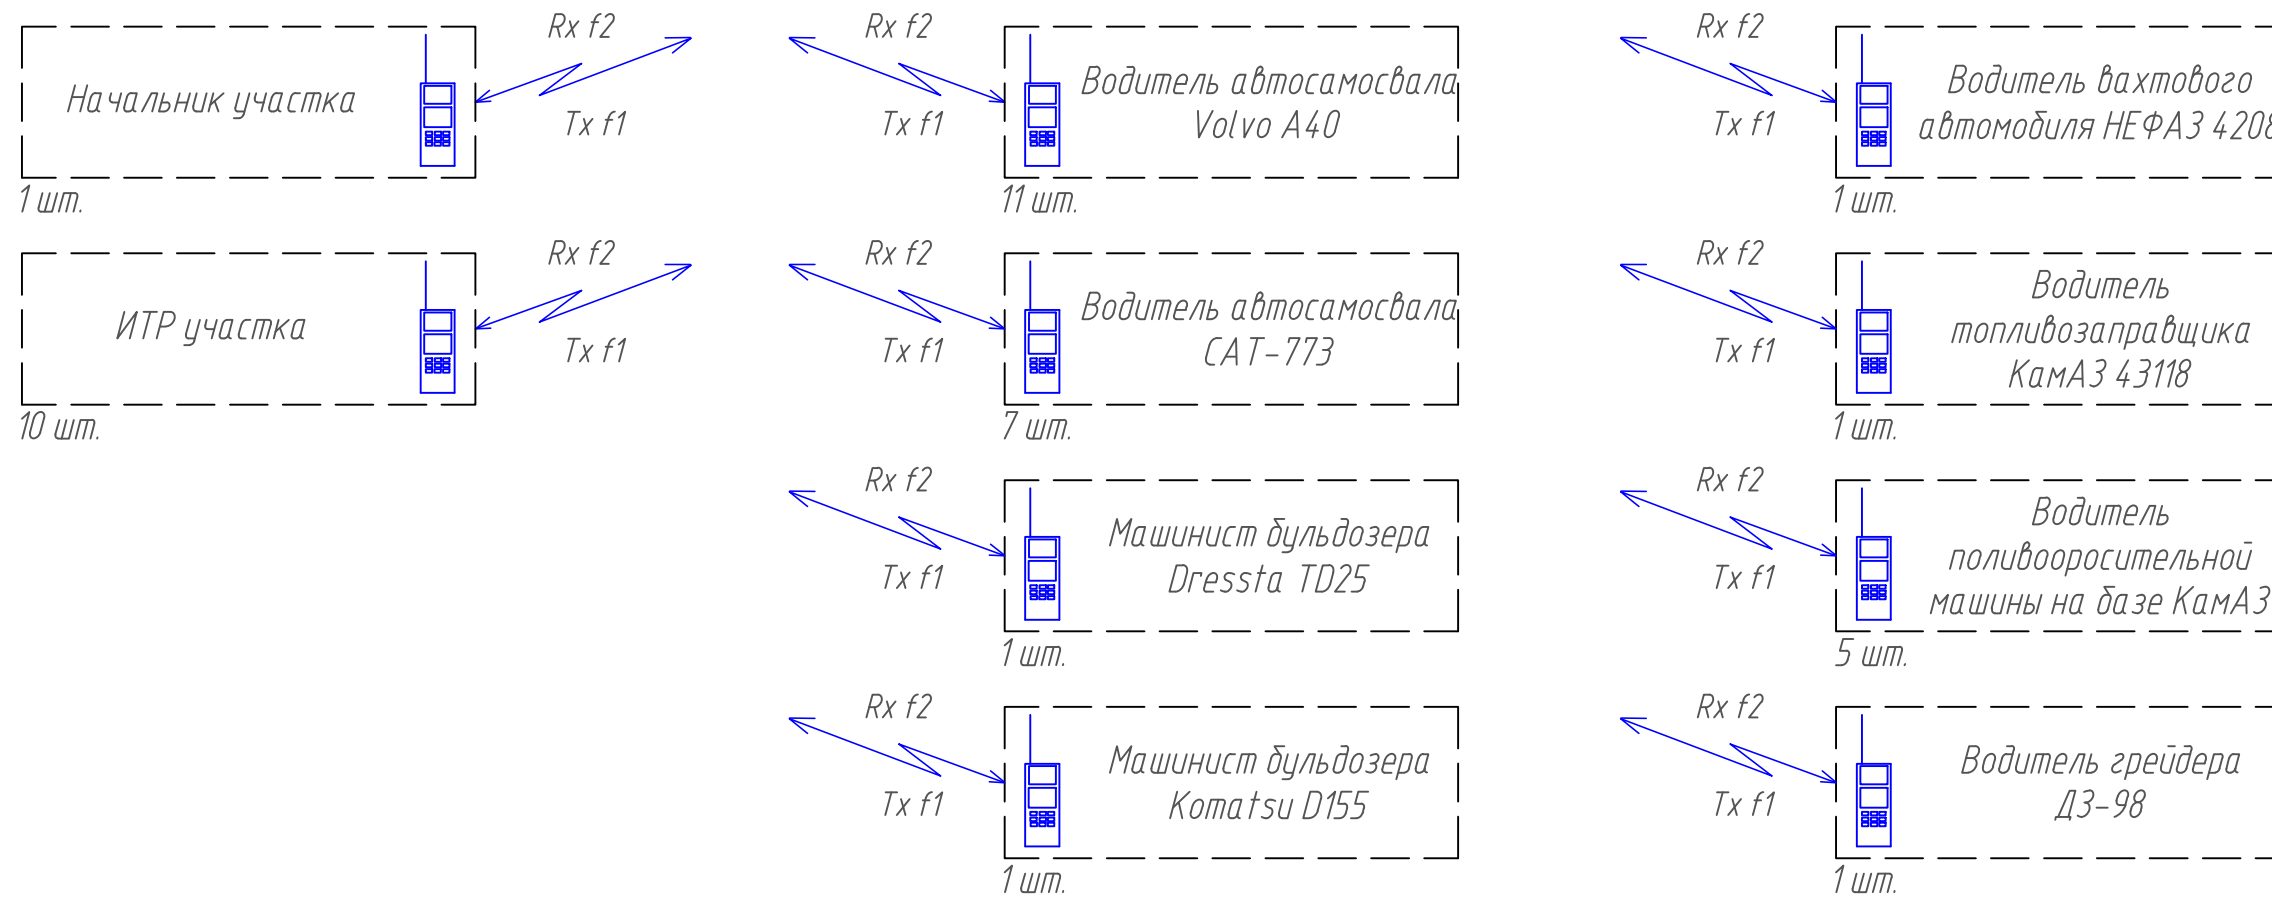 Rx f2
Начальник участка
Tx f1
1 шт.
Rx f2
ИТР участка
Tx f1
10 шт.
Rx f2
Водитель автосамосвала
Volvo A40
Tx f1
11 шт.
Rx f2
Водитель автосамосвала
САТ-773
Tx f1
7 шт.
Rx f2
Машинист бульдозера
Dressta TD25
Tx f1
1 шт.
Rx f2
Машинист бульдозера
Komatsu D155
Tx f1
1 шт.
Rx f2
Водитель вахтового
автомобиля НЕФАЗ 4208
Tx f1
1 шт.
Rx f2
Водитель
топливозаправщика
КамАЗ 43118
Tx f1
1 шт.
Rx f2
Водитель
поливооросительной
машины на базе КамАЗ
Tx f1
5 шт.
Rx f2
Водитель грейдера
ДЗ-98
Tx f1
1 шт.